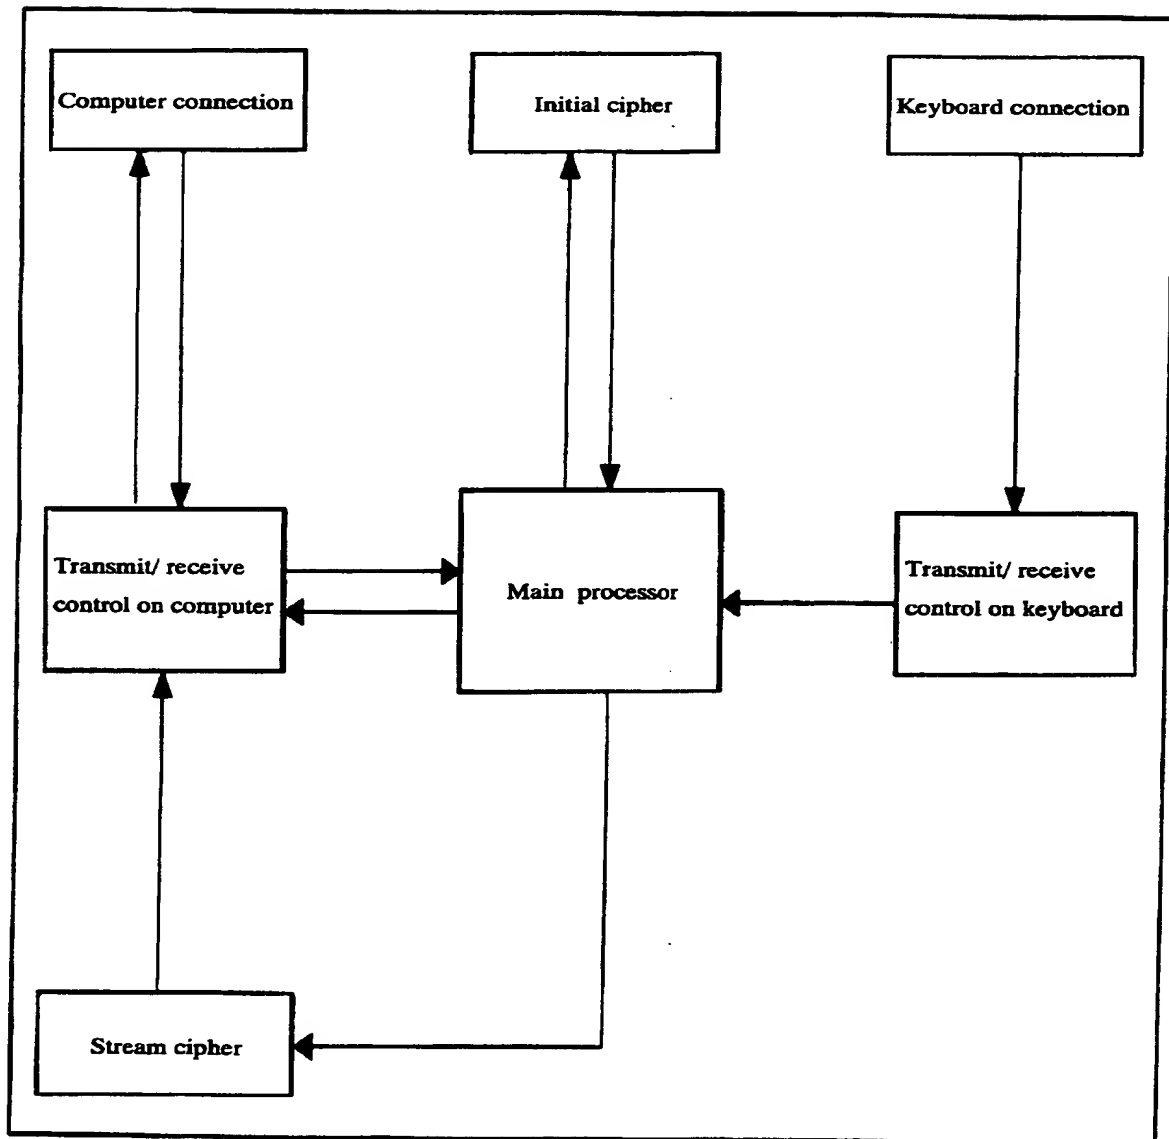 Computer connection
Initial cipher
Keyboard connection
Transmit/ receive
control on computer
Main processor
Transmit/ receive
control on keyboard
Stream cipher